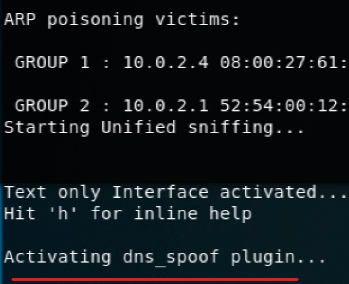 ARP poisoning victims:
GROUP 1 : 10.0.2.4 08:00:27:61:
GROUP 2 : 10.0.2.1 52:54:00:12:
Starting Unified sniffing...
Text only Interface activated...
Hit 'h' for inline help
Activating dns_spoof plugin...